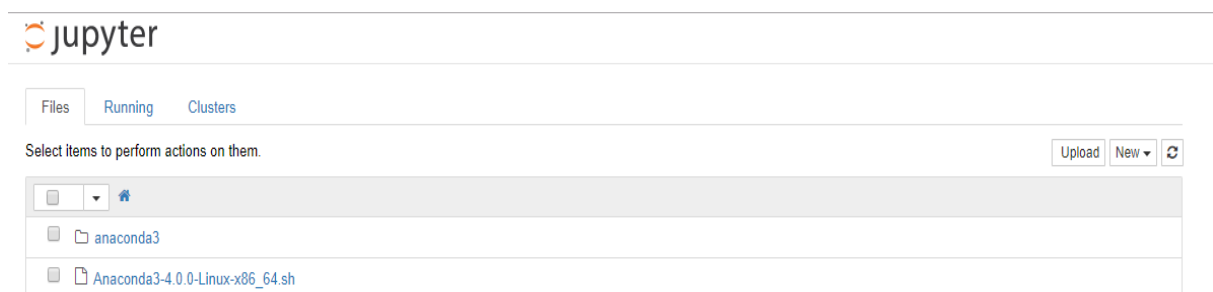 jupyter
Files Running Clusters
Select items to perform actions on them. Upload New
anaconda3
Anaconda3-4.0.0-Linux-x86_64.sh